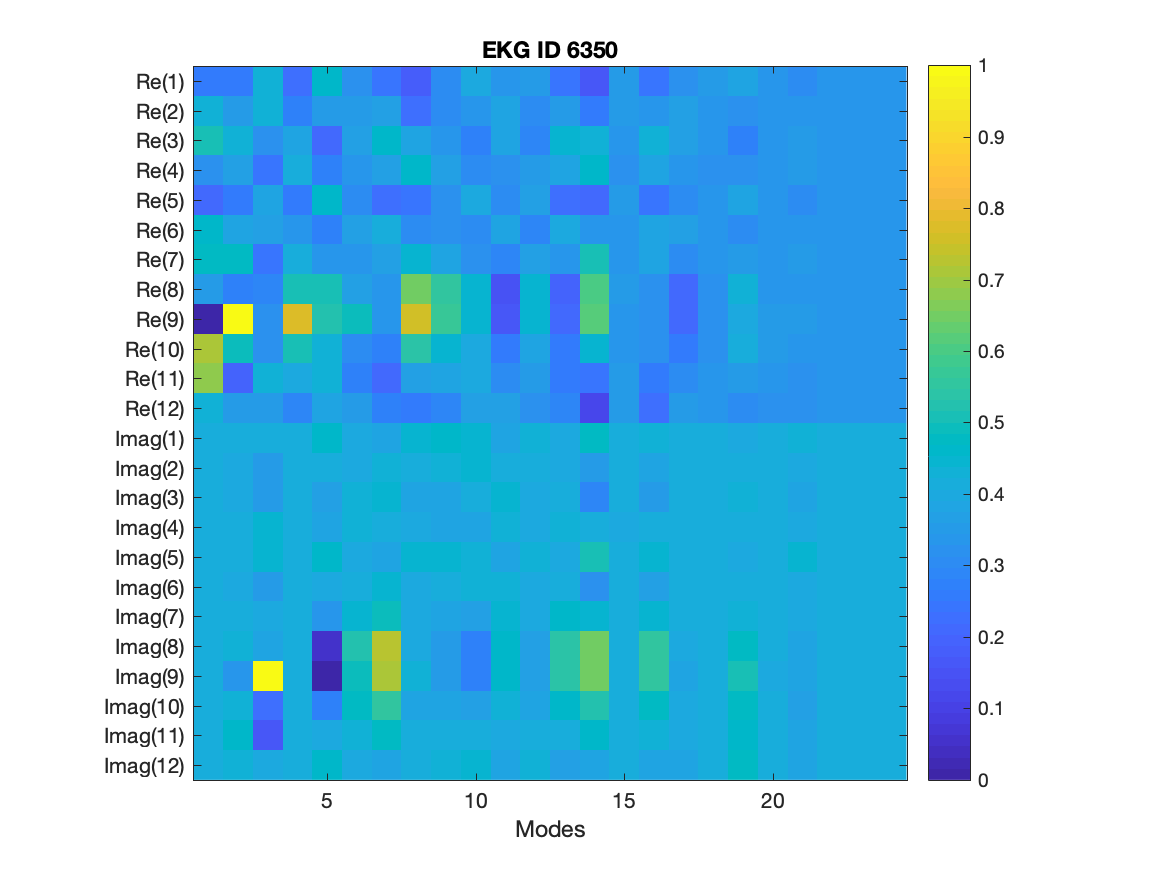 EKG ID 6350
Re(1)
Re(2)
Re(3)
Re(4)
Re(5)
Re(6)
Re(7)
Re(8)
Re(9)
Re(10)
Re(11)
Re(12)
Imag(1)
Imag(2)
Imag(3)
Imag(4)
Imag(5)
Imag(6)
Imag(7)
Imag(8)
Imag(9)
Imag(10)
Imag(11)
Imag(12)
5 10 15 20
Modes
1
0.9
0.8
0.7
0.6
0.5
0.4
0.3
0.2
0.1
0